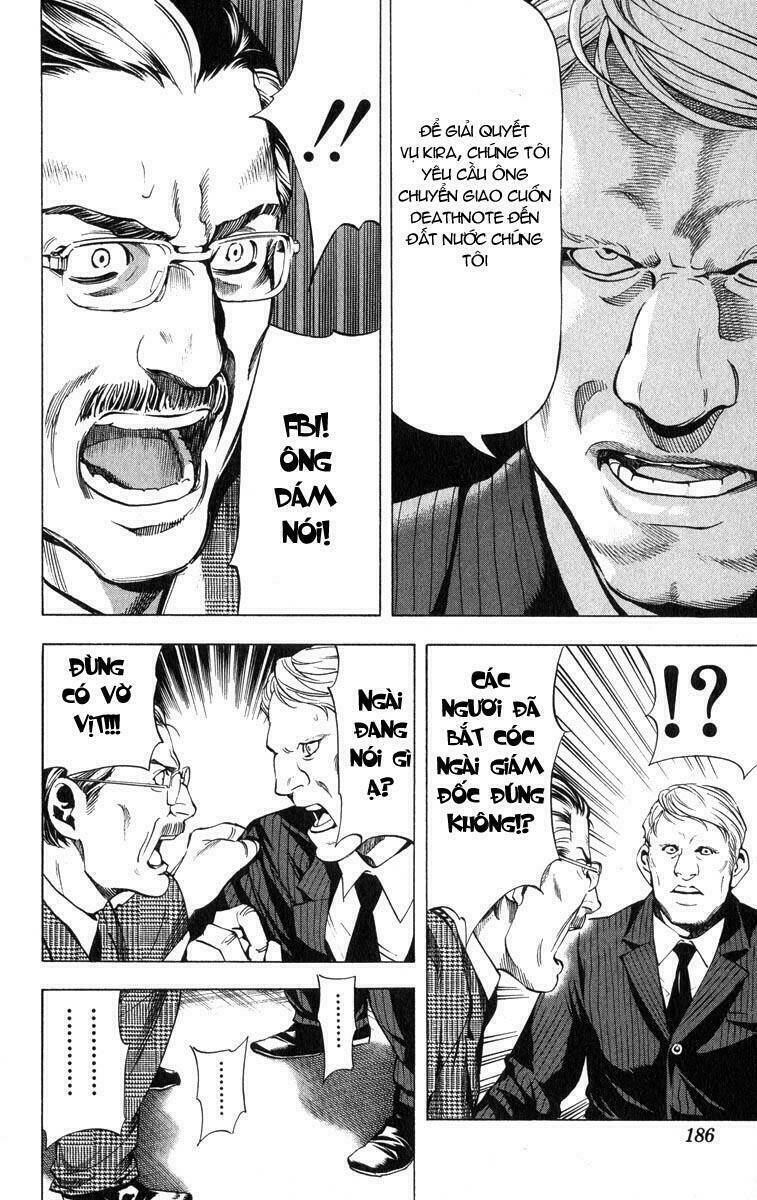 ĐỂ GIẢI QUYẾT
VỤ KIRA, CHÚNG TÔI
YÊU CẦU ÔNG
CHUYỂN GIAO CUỐN
DEATHNOTE ĐẾN
ĐẤT NƯỚC CHÚNG
TÔI
!!
FBI!
ÔNG
DÁM
NÓI!
!?
CÁC
NGƯƠI ĐÃ
BẮT CÓC
NGÀI GIÁM
ĐỐC ĐÚNG
KHÔNG!?
NGÀI
ĐANG
NÓI GÌ
Ạ?
ĐỪNG
CÓ VỜ
VỊT!!!
........
......
........
186